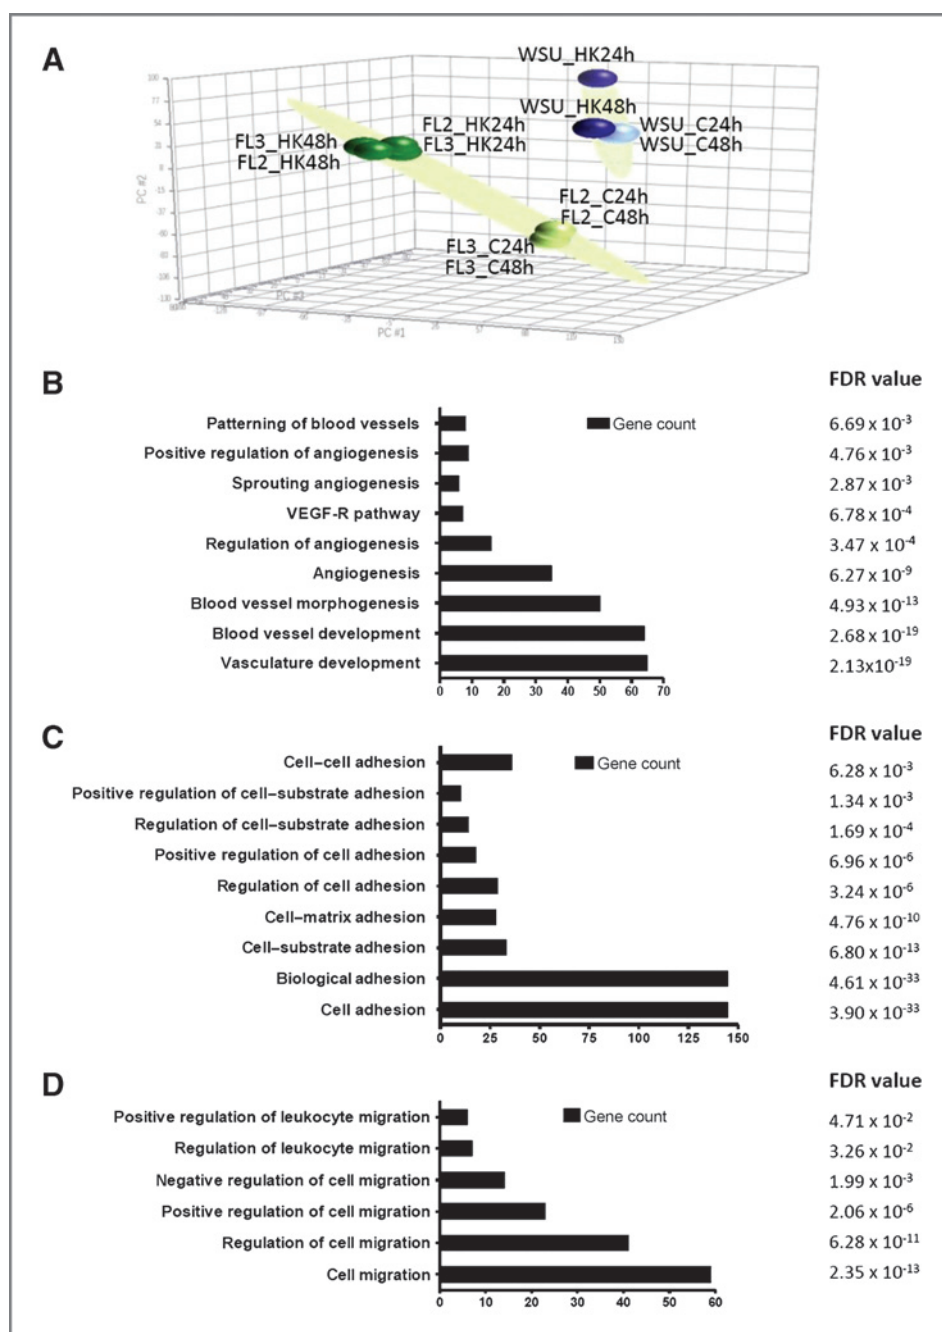 A
WSU_HK24h
WSU_HK48h
WSU_C24h
WSU_C48h
FL3_HK48h
FL2_HK48h
FL2_HK24h
FL3_HK24h
FL2_C24h
FL2_C48h
FL3_C24h
FL3_C48h
PC #2
PC #3
PC #1
B
FDR value
Gene count
Patterning of blood vessels 6.69 x 10-3
Positive regulation of angiogenesis 4.76 x 10-3
Sprouting angiogenesis 2.87 x 10-3
VEGF-R pathway 6.78 x 10-4
Regulation of angiogenesis 3.47 x 10-4
Angiogenesis 6.27 x 10-9
Blood vessel morphogenesis 4.93 x 10-13
Blood vessel development 2.68 x 10-19
Vasculature development 2.13x10-19
0 10 20 30 40 50 60 70
C
FDR value
Gene count
Cell–cell adhesion 6.28 x 10-3
Positive regulation of cell–substrate adhesion 1.34 x 10-3
Regulation of cell–substrate adhesion 1.69 x 10-4
Positive regulation of cell adhesion 6.96 x 10-6
Regulation of cell adhesion 3.24 x 10-6
Cell–matrix adhesion 4.76 x 10-10
Cell–substrate adhesion 6.80 x 10-13
Biological adhesion 4.61 x 10-33
Cell adhesion 3.90 x 10-33
0 25 50 75 100 125 150
D
FDR value
Gene count
Positive regulation of leukocyte migration 4.71 x 10-2
Regulation of leukocyte migration 3.26 x 10-2
Negative regulation of cell migration 1.99 x 10-3
Positive regulation of cell migration 2.06 x 10-6
Regulation of cell migration 6.28 x 10-11
Cell migration 2.35 x 10-13
0 10 20 30 40 50 60